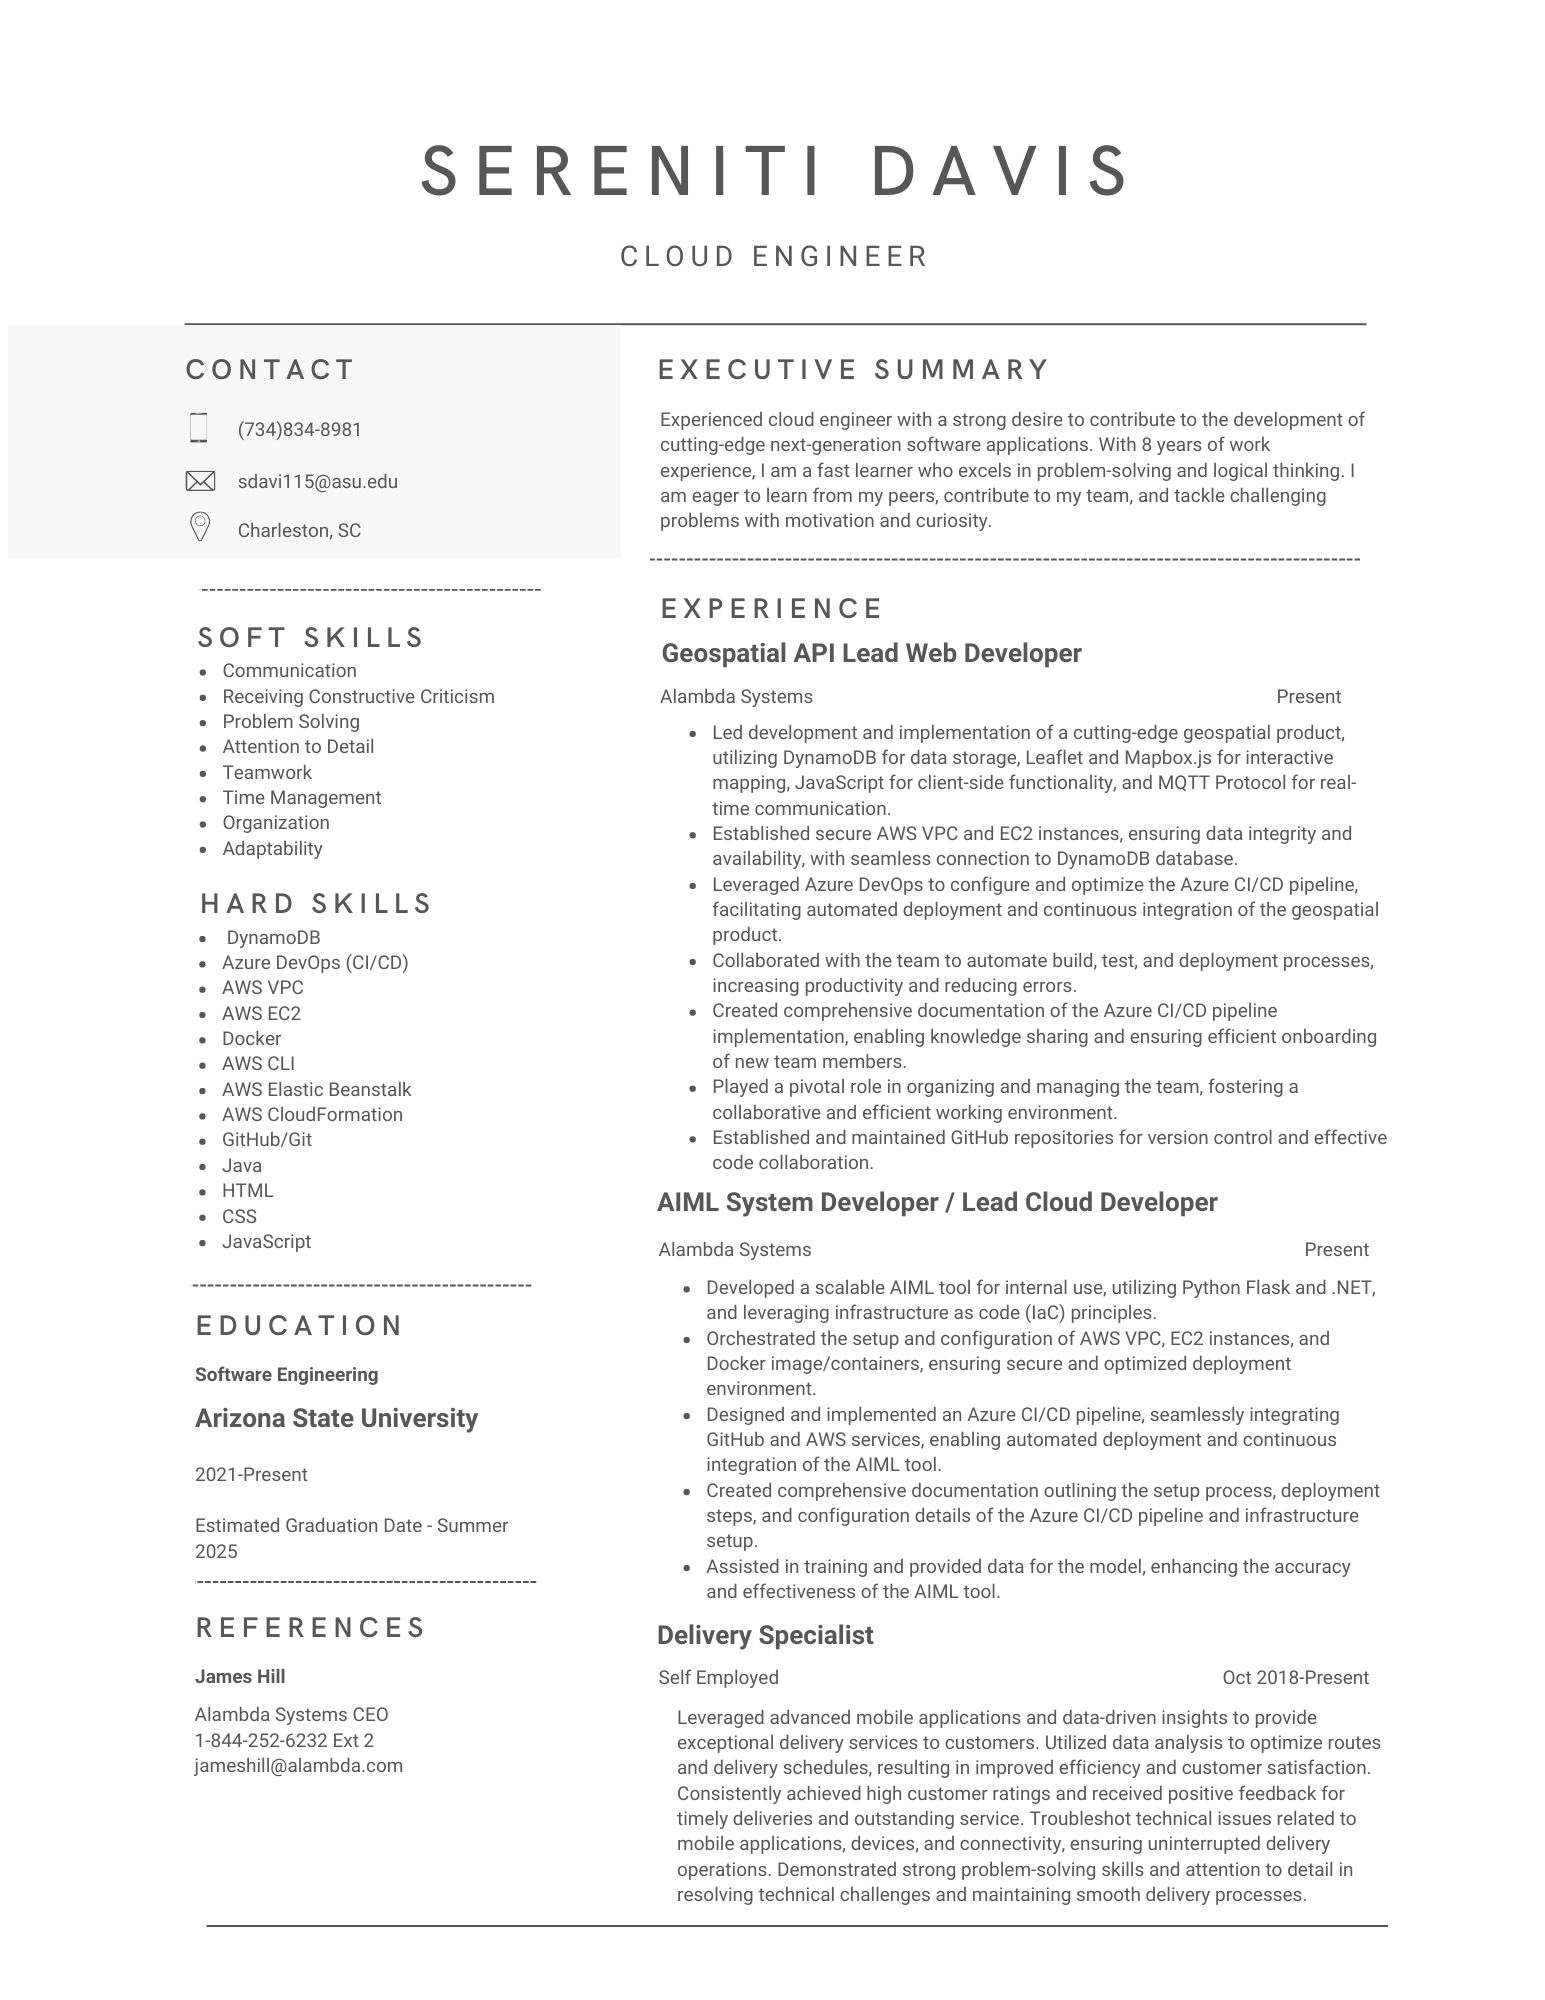 SERENITI DAVIS
CLOUD ENGINEER
CONTACT
(734)834-8981
sdavi115@asu.edu
Charleston, SC
SOFT SKILLS
• Communication
• Receiving Constructive Criticism
• Problem Solving
• Attention to Detail
• Teamwork
• Time Management
• Organization
• Adaptability
HARD SKILLS
• DynamoDB
• Azure DevOps (CI/CD)
• AWS VPC
• AWS EC2
• Docker
• AWS CLI
• AWS Elastic Beanstalk
• AWS CloudFormation
• GitHub/Git
• Java
• HTML
• CSS
• JavaScript
EDUCATION
Software Engineering
Arizona State University
2021-Present
Estimated Graduation Date - Summer
2025
REFERENCES
James Hill
Alambda Systems CEO
1-844-252-6232 Ext 2
jameshill@alambda.com
EXECUTIVE SUMMARY
Experienced cloud engineer with a strong desire to contribute to the development of
cutting-edge next-generation software applications. With 8 years of work
experience, I am a fast learner who excels in problem-solving and logical thinking. I
am eager to learn from my peers, contribute to my team, and tackle challenging
problems with motivation and curiosity.
EXPERIENCE
Geospatial API Lead Web Developer
Alambda Systems Present
• Led development and implementation of a cutting-edge geospatial product,
utilizing DynamoDB for data storage, Leaflet and Mapbox.js for interactive
mapping, JavaScript for client-side functionality, and MQTT Protocol for real-
time communication.
• Established secure AWS VPC and EC2 instances, ensuring data integrity and
availability, with seamless connection to DynamoDB database.
• Leveraged Azure DevOps to configure and optimize the Azure CI/CD pipeline,
facilitating automated deployment and continuous integration of the geospatial
product.
• Collaborated with the team to automate build, test, and deployment processes,
increasing productivity and reducing errors.
• Created comprehensive documentation of the Azure CI/CD pipeline
implementation, enabling knowledge sharing and ensuring efficient onboarding
of new team members.
• Played a pivotal role in organizing and managing the team, fostering a
collaborative and efficient working environment.
• Established and maintained GitHub repositories for version control and effective
code collaboration.
AIML System Developer / Lead Cloud Developer
Alambda Systems Present
• Developed a scalable AIML tool for internal use, utilizing Python Flask and .NET,
and leveraging infrastructure as code (IaC) principles.
• Orchestrated the setup and configuration of AWS VPC, EC2 instances, and
Docker image/containers, ensuring secure and optimized deployment
environment.
• Designed and implemented an Azure CI/CD pipeline, seamlessly integrating
GitHub and AWS services, enabling automated deployment and continuous
integration of the AIML tool.
• Created comprehensive documentation outlining the setup process, deployment
steps, and configuration details of the Azure CI/CD pipeline and infrastructure
setup.
• Assisted in training and provided data for the model, enhancing the accuracy
and effectiveness of the AIML tool.
Delivery Specialist
Self Employed Oct 2018-Present
Leveraged advanced mobile applications and data-driven insights to provide
exceptional delivery services to customers. Utilized data analysis to optimize routes
and delivery schedules, resulting in improved efficiency and customer satisfaction.
Consistently achieved high customer ratings and received positive feedback for
timely deliveries and outstanding service. Troubleshot technical issues related to
mobile applications, devices, and connectivity, ensuring uninterrupted delivery
operations. Demonstrated strong problem-solving skills and attention to detail in
resolving technical challenges and maintaining smooth delivery processes.